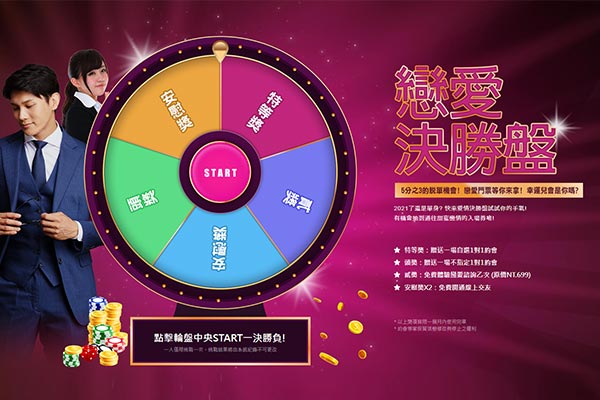 戀愛
決勝盤
5分之3的脫單機會! 戀愛門票等你來拿! 幸運兒會是你嗎?
2021了還是單身? 快來愛情決勝盤試試你的手氣!
有機會抽到通往甜蜜戀情的入場券喔!
★ 特等獎: 贈送一場自選1對1約會
★ 頭獎: 贈送一場不指定1對1約會
★ 貳獎: 免費體驗個案諮詢乙次 (原價NT.699)
★ 安慰獎X2: 免費開通線上交友
安慰獎
特等獎
頭獎
貳獎
安慰獎
START
點擊輪盤中央START一決勝負!